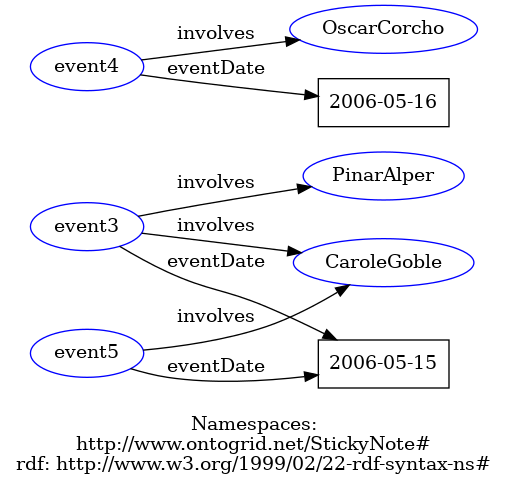 OscarCorcho
involves
event4
eventDate
2006-05-16
PinarAlper
involves
event3
involves
CaroleGoble
eventDate
involves
event5
eventDate
2006-05-15
Namespaces:
http://www.ontogrid.net/StickyNote#
rdf: http://www.w3.org/1999/02/22-rdf-syntax-ns#